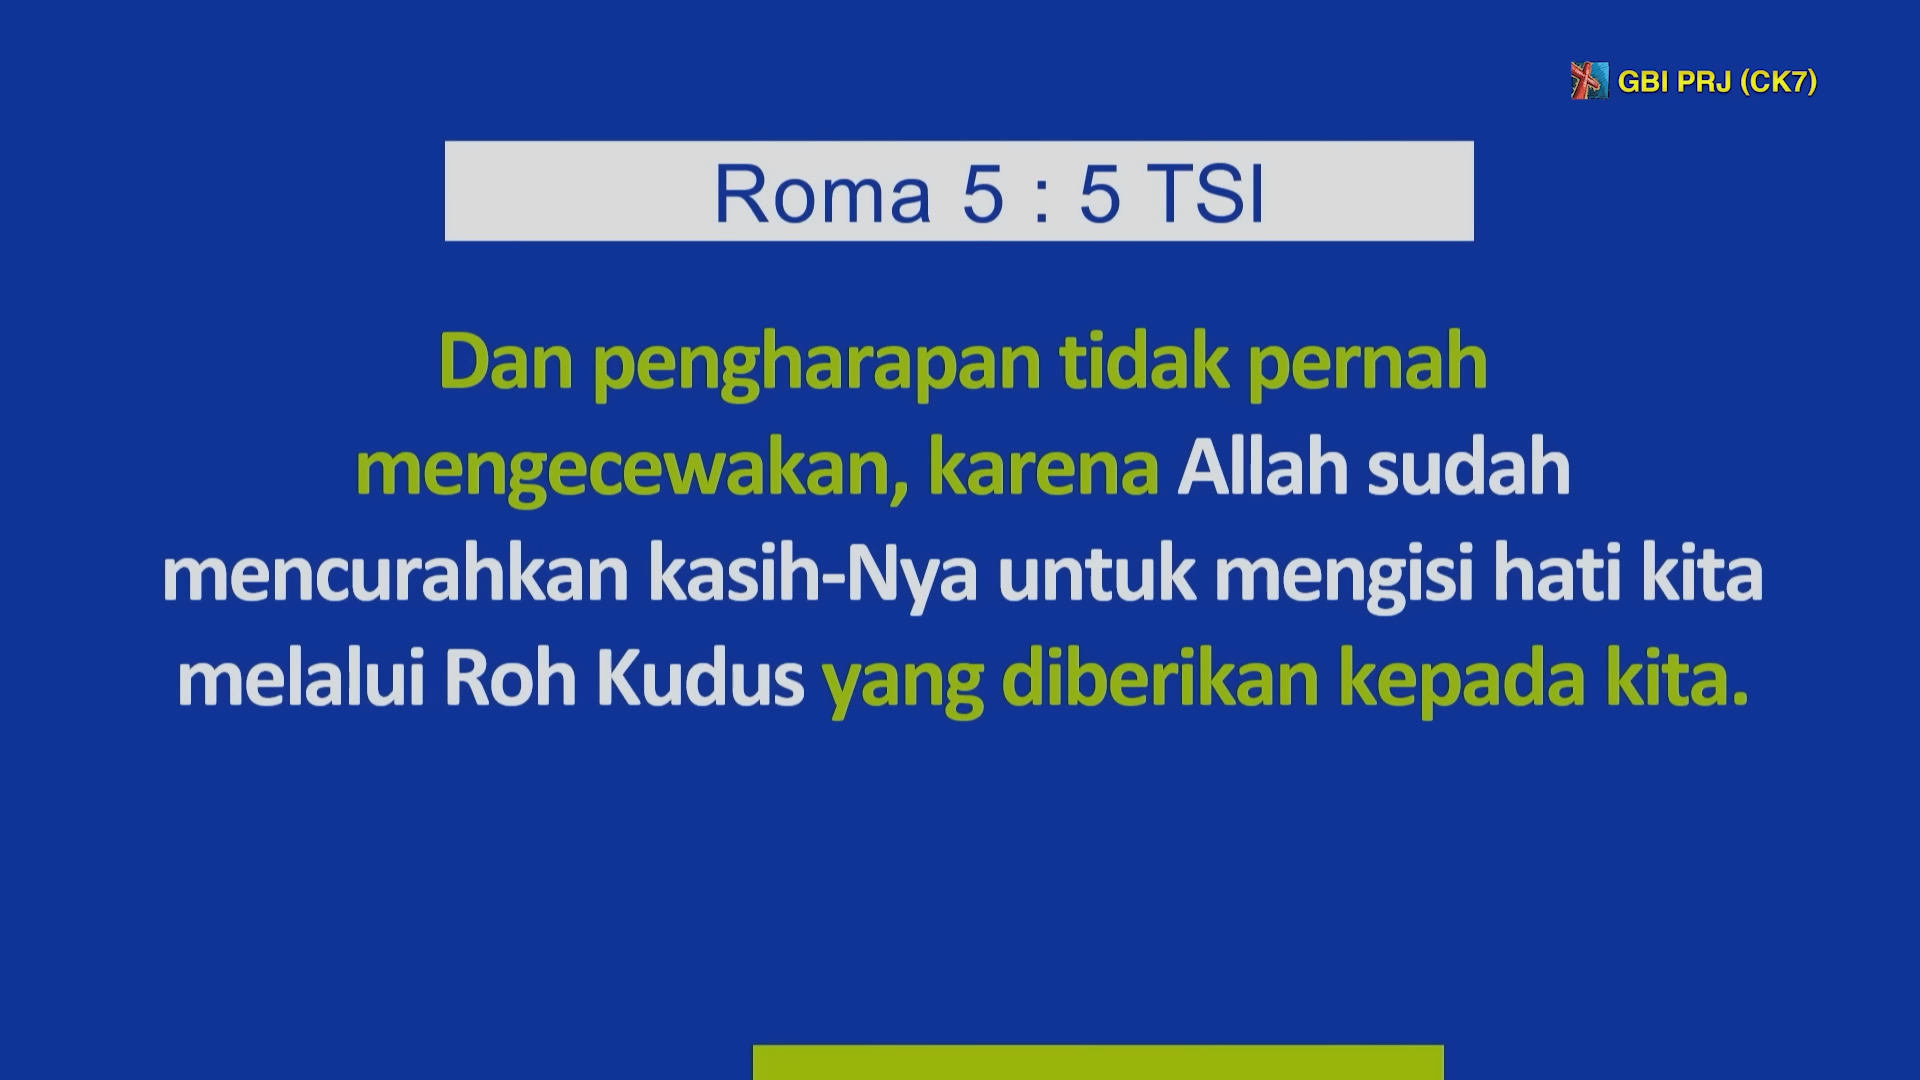 GBI PRJ (CK7)
Roma 5 : 5 TSI
Dan pengharapan tidak pernah
mengecewakan, karena Allah sudah
mencurahkan kasih-Nya untuk mengisi hati kita
melalui Roh Kudus yang diberikan kepada kita.